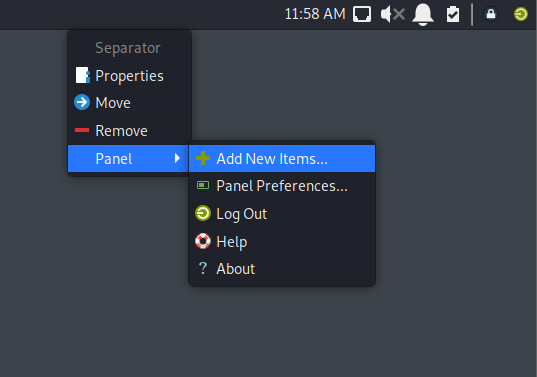 11:58 AM
Separator
Properties
Move
Remove
Panel
Add New Items...
Panel Preferences...
Log Out
Help
About